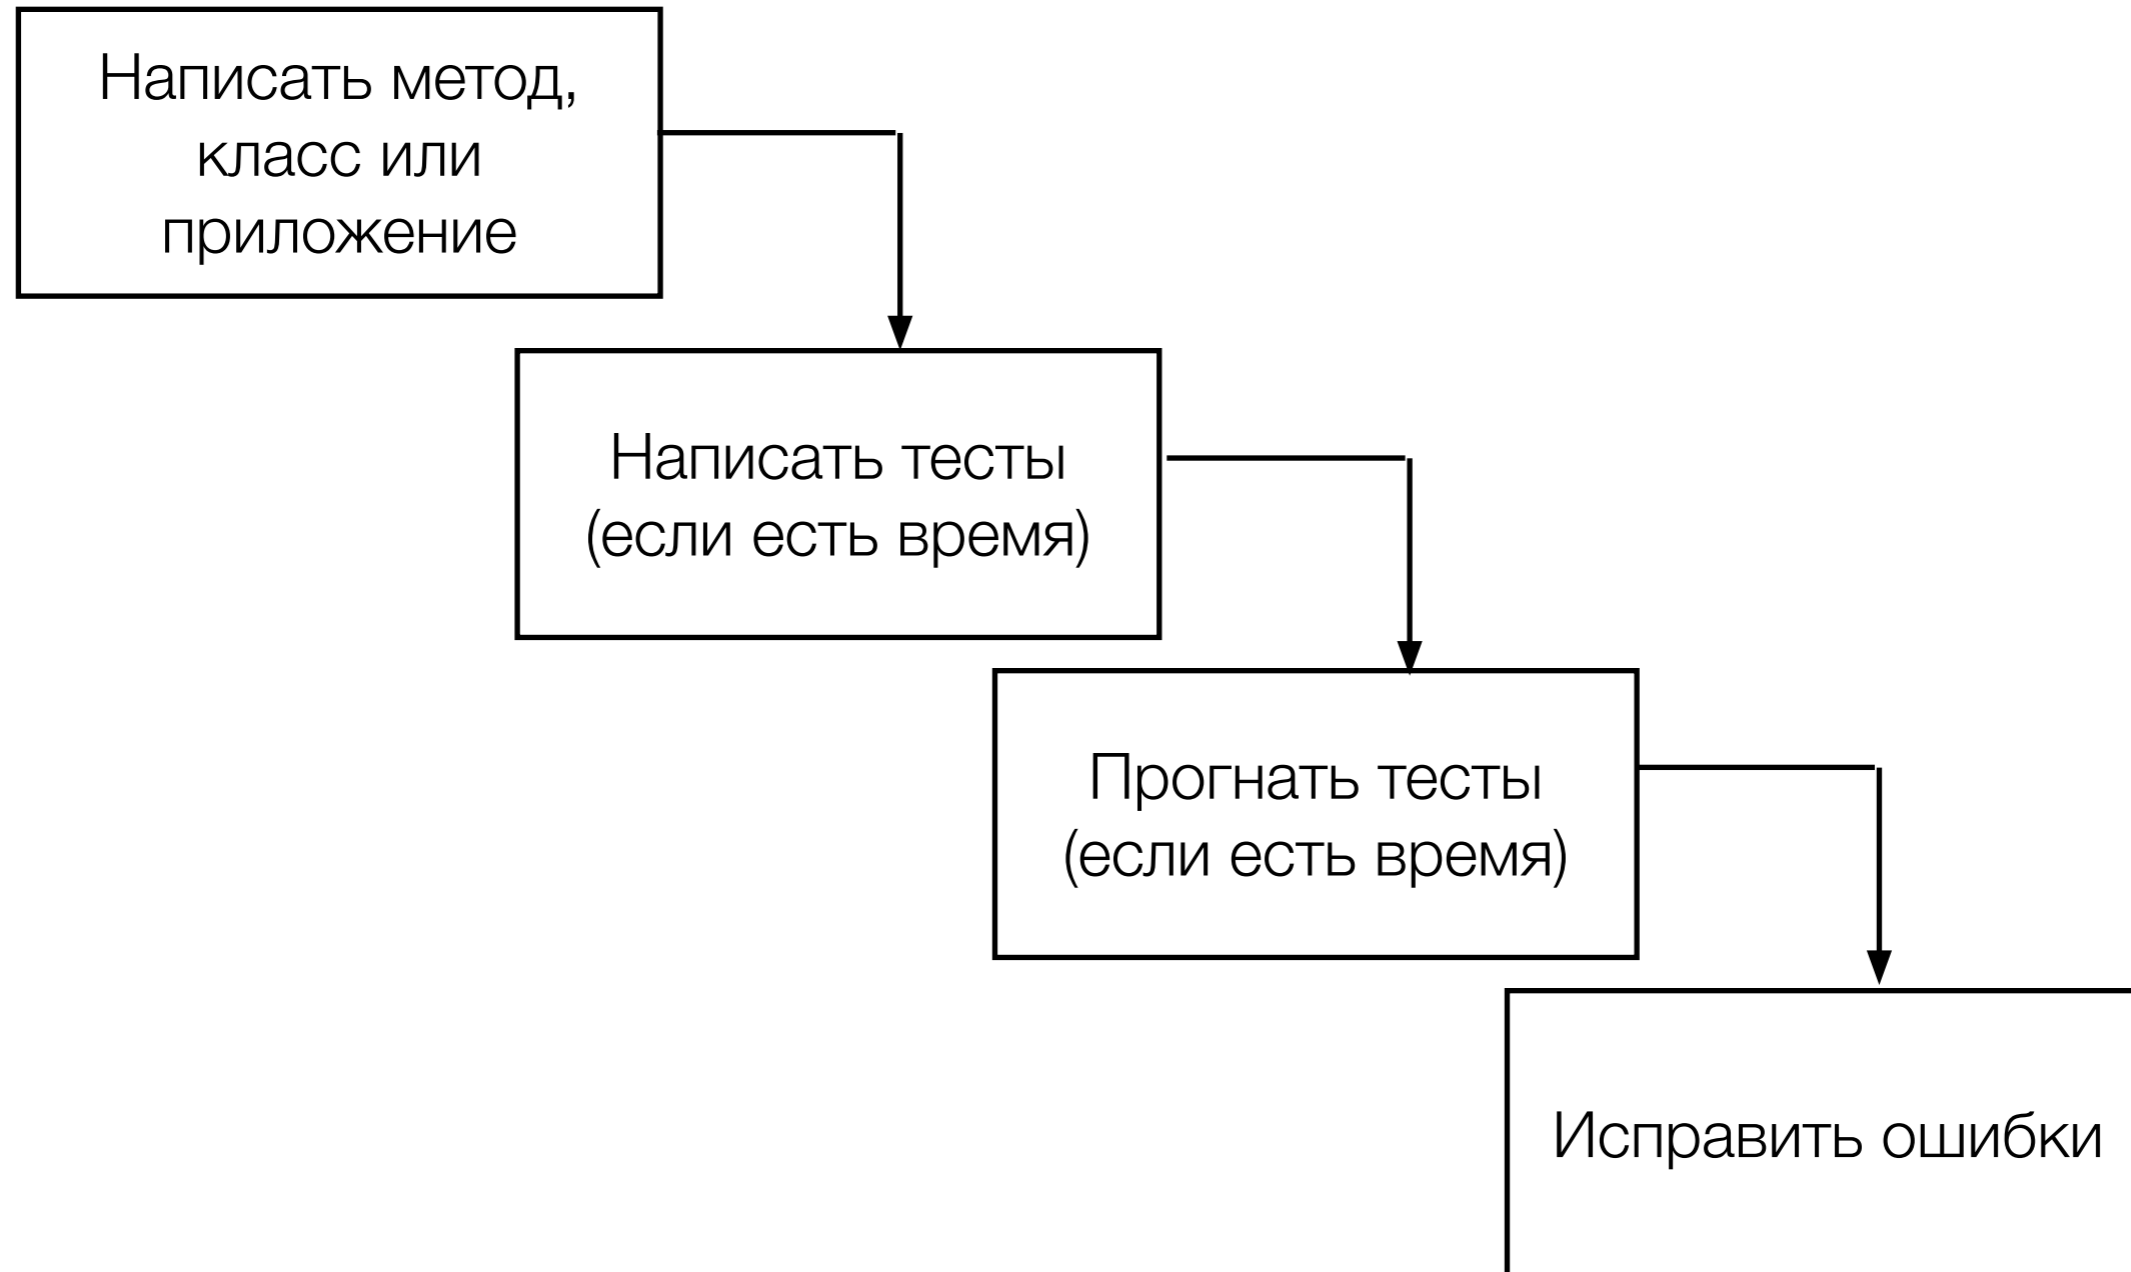 Написать метод,
класс или
приложение
Написать тесты
(если есть время)
Прогнать тесты
(если есть время)
Исправить ошибки